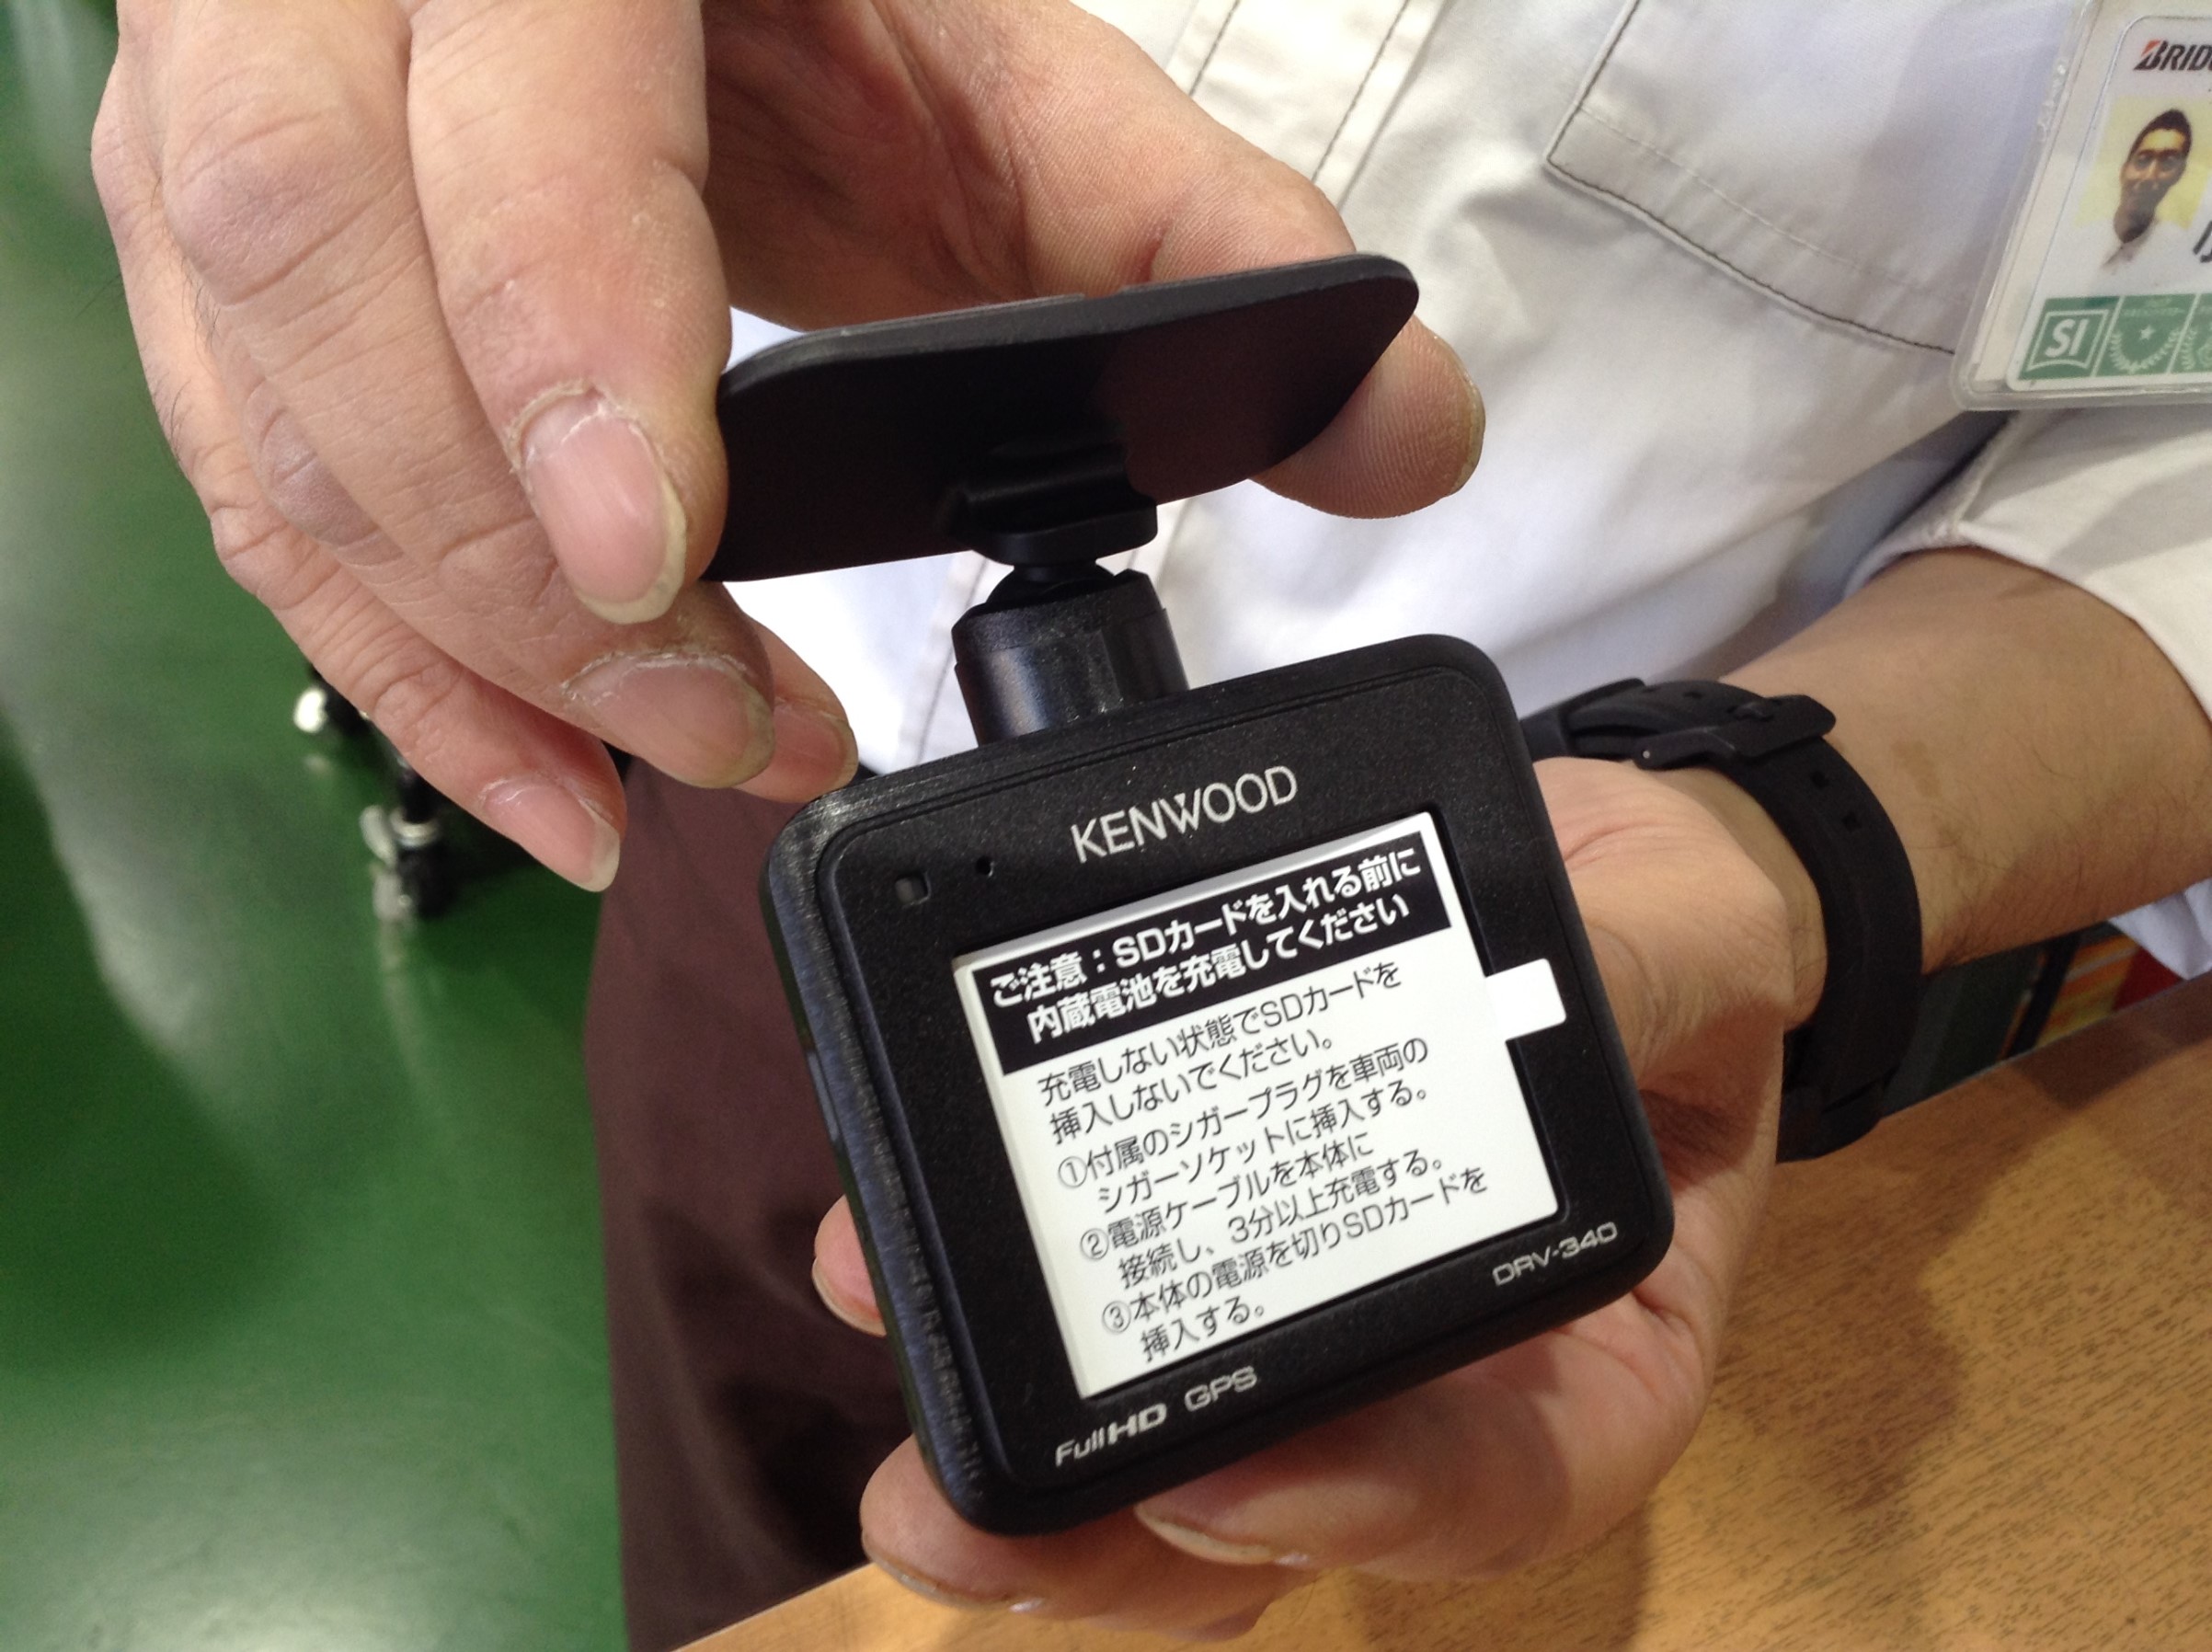 SI
KENWOOD
ご注意：SDカードを入れる前に
内蔵電池を充電してください
充電しない状態でSDカードを
挿入しないでください。
①付属のシガープラグを車両の
シガーソケットに挿入する。
②電源ケーブルを本体に
接続し、3分以上充電する。
③本体の電源を切りSDカードを
挿入する。
Full HD GPS
DRV-340